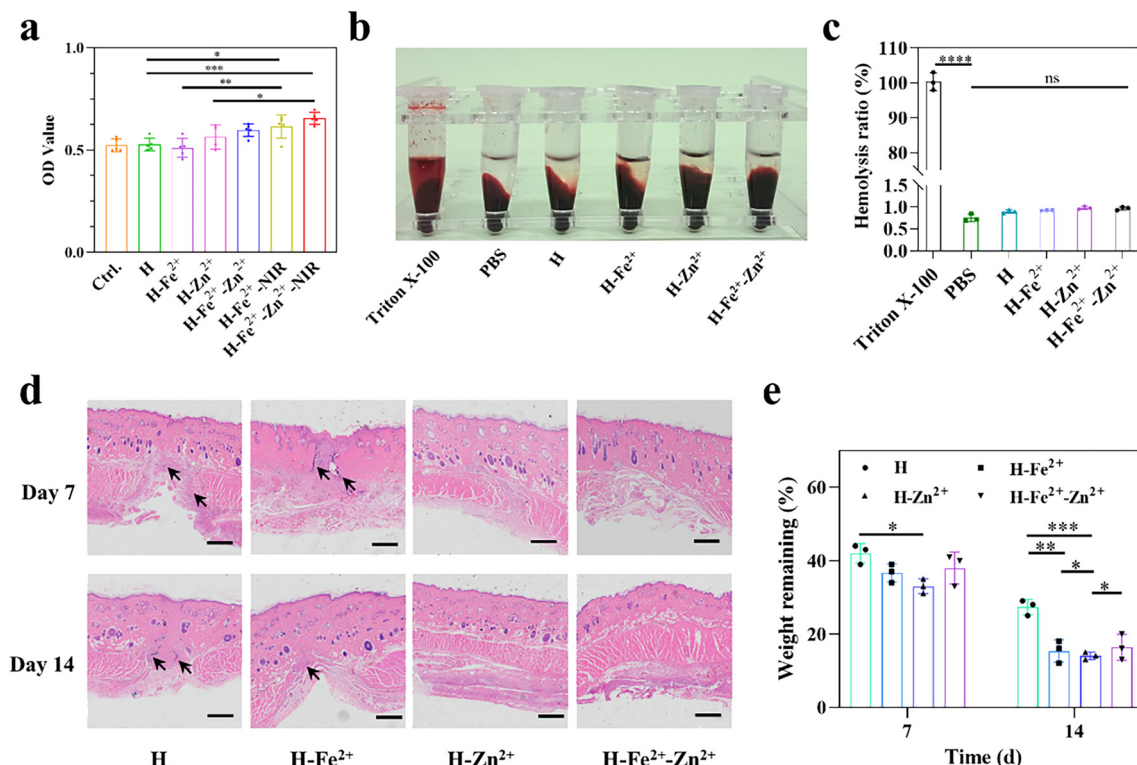 a
1.0
0.5
0.0
OD Value
*
***
**
*
Ctrl.
H
H-Fe²⁺
H-Zn²⁺
H-Fe²⁺-Zn²⁺
H-Fe²⁺-NIR
H-Fe²⁺-Zn²⁺-NIR
b
Triton X-100
PBS
H
H-Fe²⁺
H-Zn²⁺
H-Fe²⁺-Zn²⁺
c
Hemolysis ratio (%)
110
100
90
80
1.5
1.0
0.5
0.0
****
ns
Triton X-100
PBS
H
H-Fe²⁺
H-Zn²⁺
H-Fe²⁺-Zn²⁺
d
Day 7
Day 14
H
H-Fe²⁺
H-Zn²⁺
H-Fe²⁺-Zn²⁺
e
Weight remaining (%)
60
40
20
0
H
H-Fe²⁺
H-Zn²⁺
H-Fe²⁺-Zn²⁺
*
***
**
*
*
7
14
Time (d)